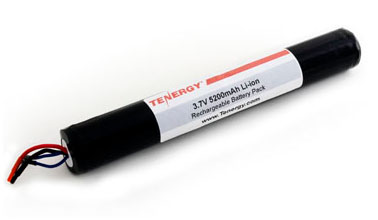 TENERGY
3.7V 5200mAh Li-ion
Rechargeable Battery Pack
www.Tenergy.com